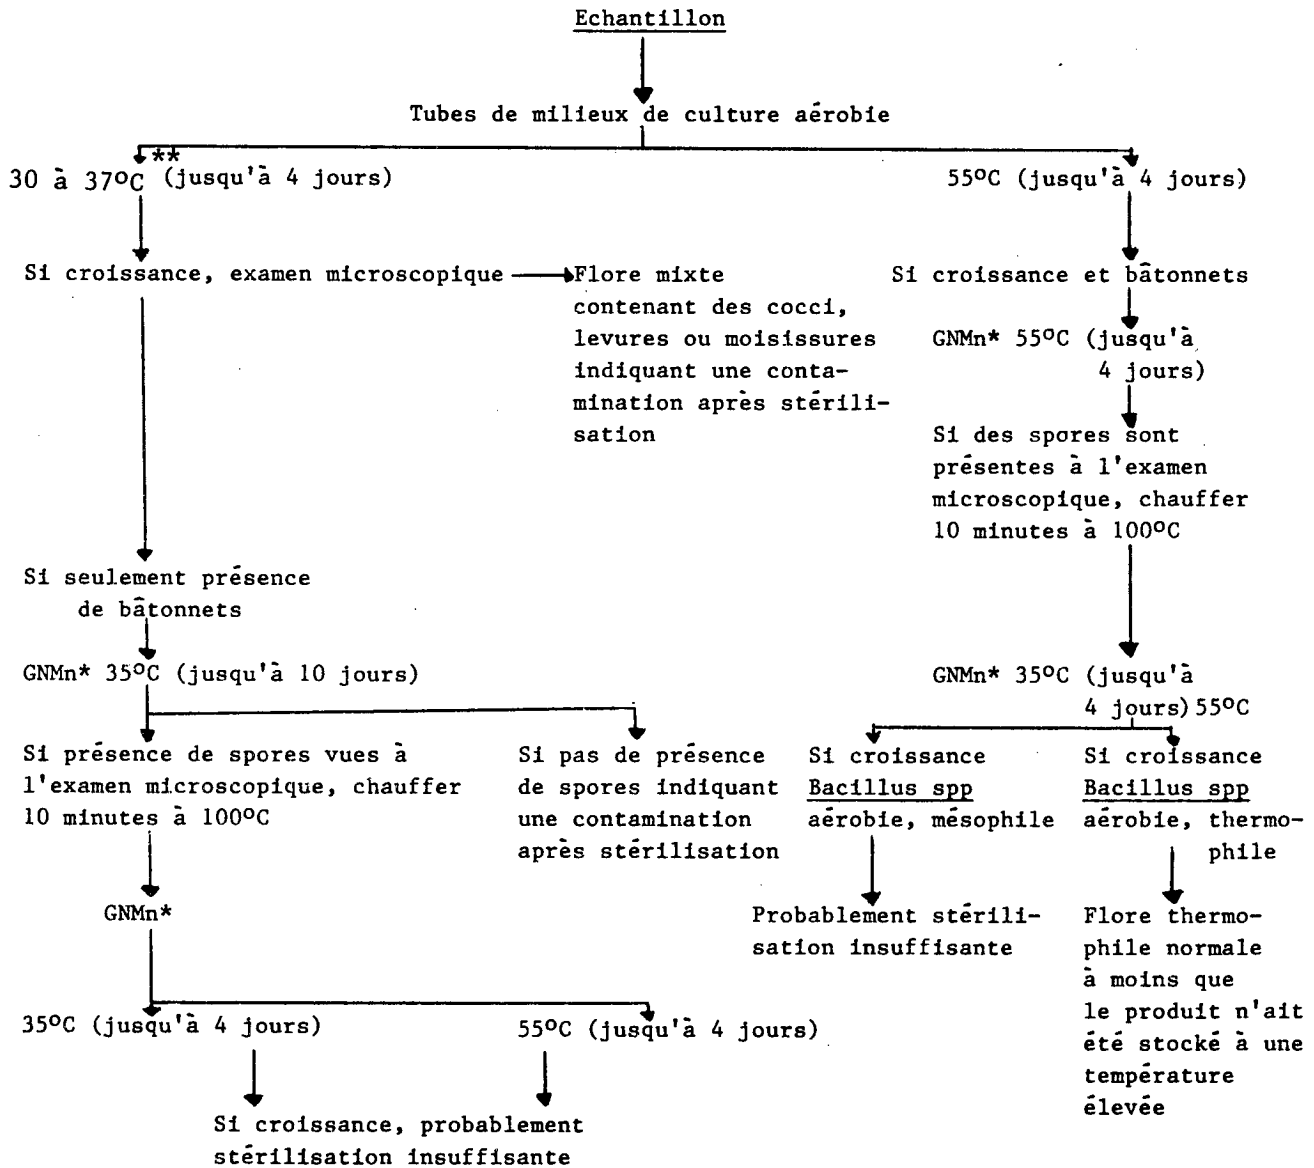 Echantillon
Tubes de milieux de culture aérobie
30 à 37ºC ** (jusqu'à 4 jours)
55ºC (jusqu'à 4 jours)
Si croissance, examen microscopique
Flore mixte
contenant des cocci,
levures ou moisissures
indiquant une conta-
mination après stérili-
sation
Si croissance et bâtonnets
GNMn* 55ºC (jusqu'à
4 jours)
Si des spores sont
présentes à l'examen
microscopique, chauffer
10 minutes à 100ºC
Si seulement présence
de bâtonnets
GNMn* 35ºC (jusqu'à 10 jours)
GNMn* 35ºC (jusqu'à
4 jours) 55ºC
Si présence de spores vues à
l'examen microscopique, chauffer
10 minutes à 100ºC
Si pas de présence
de spores indiquant
une contamination
après stérilisation
Si croissance
Bacillus spp
aérobie, mésophile
Si croissance
Bacillus spp
aérobie, thermo-
phile
GNMn*
Probablement stérili-
sation insuffisante
Flore thermo-
phile normale
à moins que
le produit n'ait
été stocké à une
température
élevée
35ºC (jusqu'à 4 jours)
55ºC (jusqu'à 4 jours)
Si croissance, probablement
stérilisation insuffisante